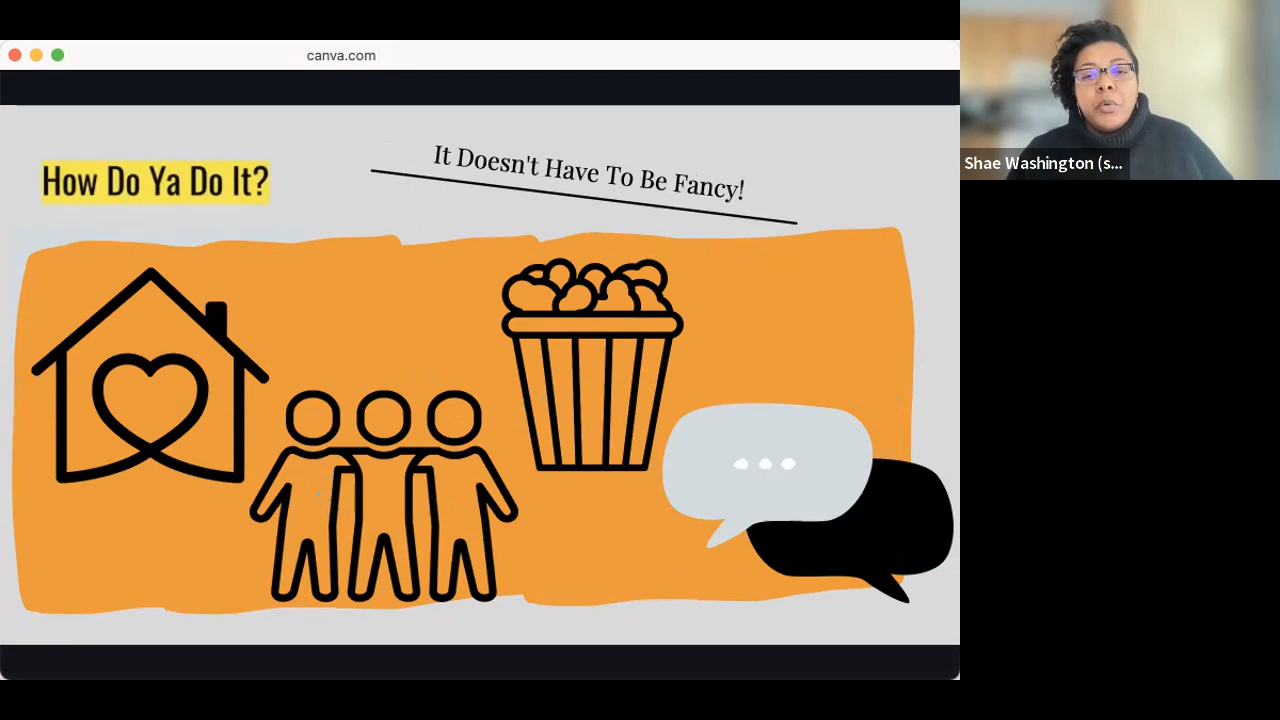 canva.com
How Do Ya Do It?
It Doesn't Have To Be Fancy!
Shae Washington (s...